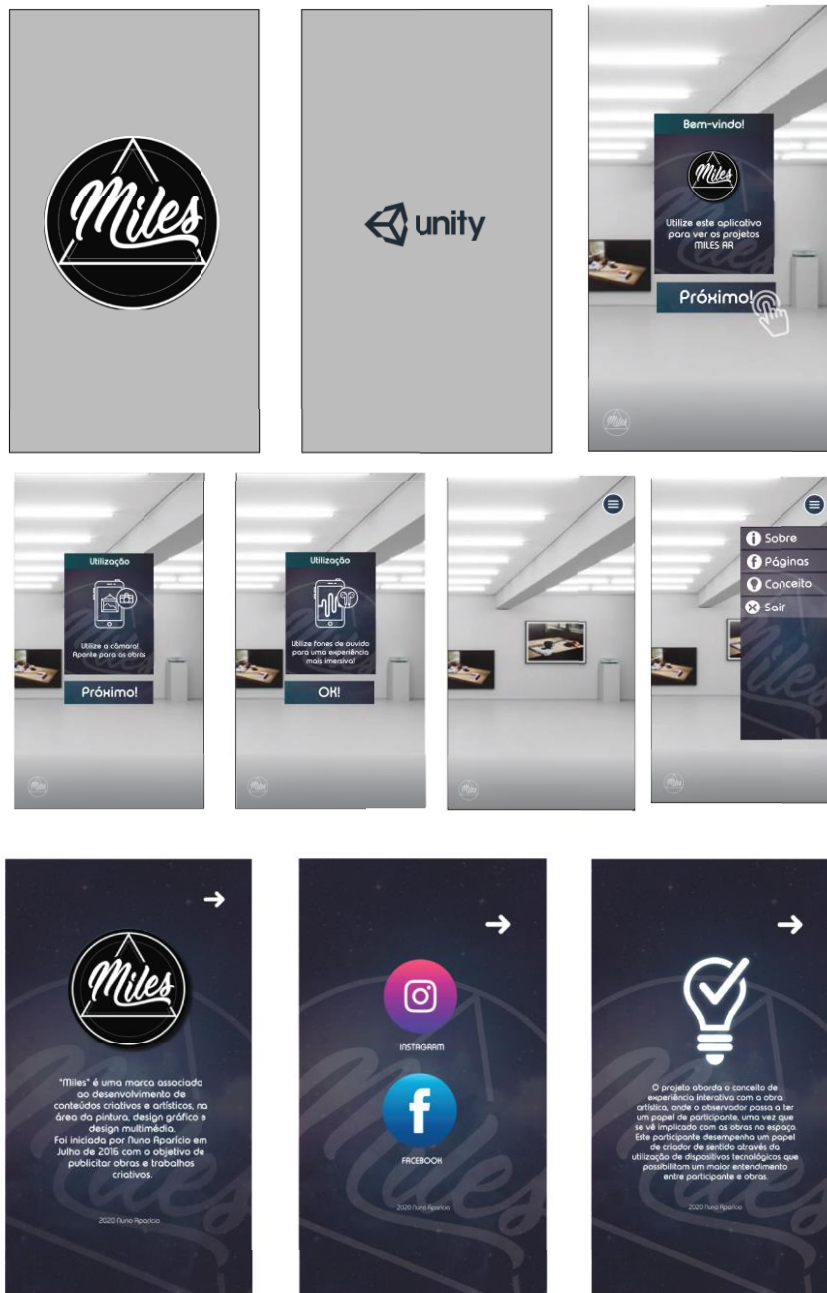 Miles
unity
Bem-vindo!
Miles
Utilize este aplicativo
para ver os projetos
MILES AR
Próximo!
Miles
Utilização
Utilize a câmara!
Aponte para as obras
Próximo!
Miles
Utilização
Utilize fones de ouvido
para uma experiência
mais imersiva!
OK!
Miles
Miles
Sobre
Páginas
Conceito
Sair
Miles
Miles
"Miles" é uma marca associada
ao desenvolvimento de
conteúdos criativos e artísticos, na
área da pintura, design gráfico e
design multimédia.
Foi iniciada por Nuno Aparício em
Julho de 2016 com o objetivo de
publicitar obras e trabalhos
criativos.
2020 Nuno Aparício
INSTAGRAM
FACEBOOK
2020 Nuno Aparício
O projeto aborda o conceito de
experiência interativa com a obra
artística, onde o observador passa a ter
um papel de participante, uma vez que
se vê implicado com as obras no espaço.
Este participante desempenha um papel
de criador de sentido através da
utilização de dispositivos tecnológicos que
possibilitam um maior entendimento
entre participante e obras.
2020 Nuno Aparício